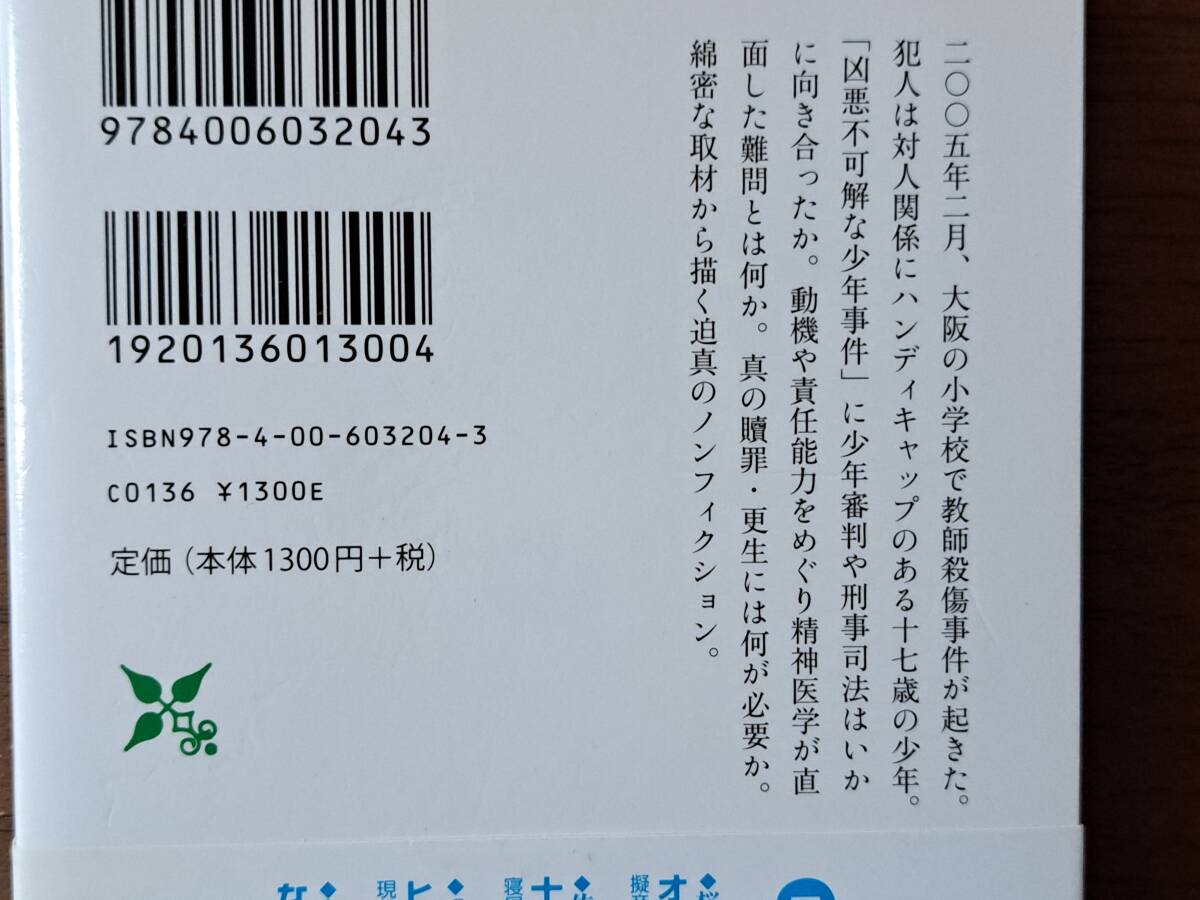 二〇〇五年二月、大阪の小学校で教師殺傷事件が起きた。
犯人は対人関係にハンディキャップのある十七歳の少年。
「凶悪不可解な少年事件」に少年審判や刑事司法はいか
に向き合ったか。動機や責任能力をめぐり精神医学が直
面した難問とは何か。真の贖罪・更生には何が必要か。
綿密な取材から描く迫真のノンフィクション。
9784006032043
1920136013004
ISBN978-4-00-603204-3
C0136 ¥1300E
定価(本体1300円+税)